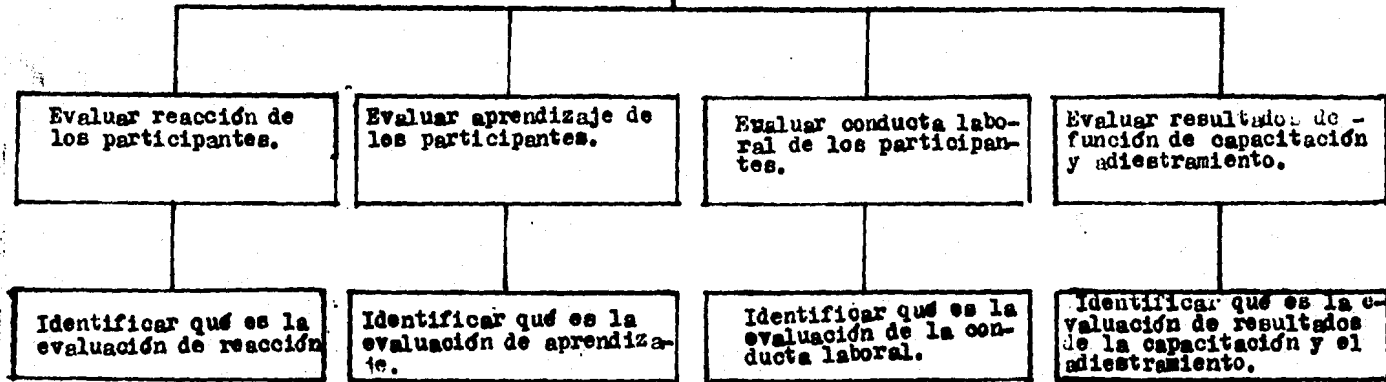 Evaluar reacción de
los participantes.
Evaluar aprendizaje de
los participantes.
Evaluar conducta labo-
ral de los participan-
tes.
Evaluar resultados de -
función de capacitación
y adiestramiento.
Identificar qué es la
evaluación de reacción
Identificar qué es la
evaluación de aprendiza-
je.
Identificar qué es la
evaluación de la con-
ducta laboral.
Identificar qué es la e-
valuación de resultados
de la capacitación y el
adiestramiento.